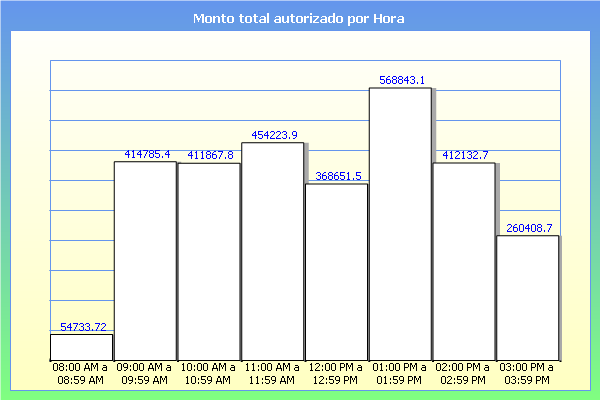 Monto total autorizado por Hora
568843.1
454223.9
414785.4
411867.8
412132.7
368651.5
260408.7
54733.72
08:00 AM a
08:59 AM
09:00 AM a
09:59 AM
10:00 AM a
10:59 AM
11:00 AM a
11:59 AM
12:00 PM a
12:59 PM
01:00 PM a
01:59 PM
02:00 PM a
02:59 PM
03:00 PM a
03:59 PM